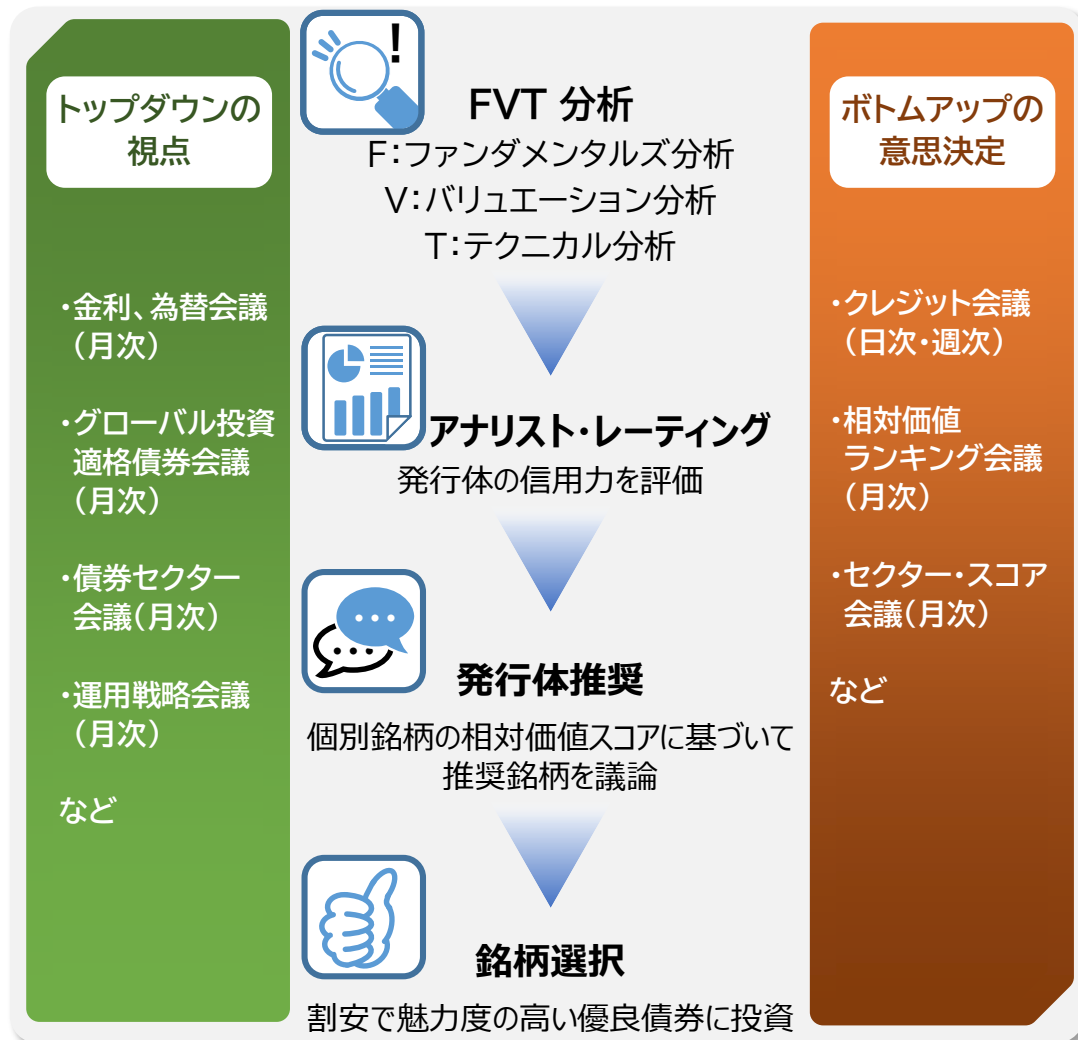 トップダウンの
視点
・金利、為替会議
（月次）
・グローバル投資
適格債券会議
（月次）
・債券セクター
会議（月次）
・運用戦略会議
（月次）
など
!
FVT 分析
F：ファンダメンタルズ分析
V：バリュエーション分析
T：テクニカル分析
アナリスト・レーティング
発行体の信用力を評価
発行体推奨
個別銘柄の相対価値スコアに基づいて
推奨銘柄を議論
銘柄選択
割安で魅力度の高い優良債券に投資
ボトムアップの
意思決定
・クレジット会議
（日次・週次）
・相対価値
ランキング会議
（月次）
・セクター・スコア
会議（月次）
など